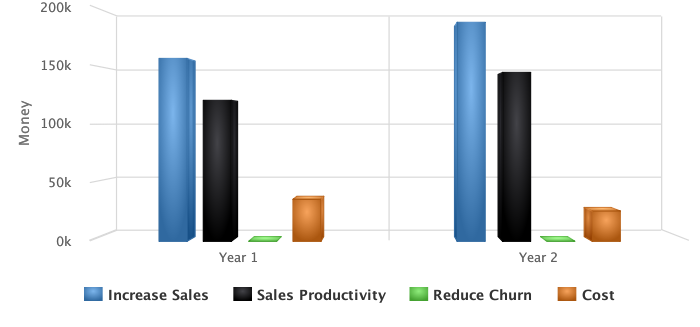 200k
150k
100k
50k
0k
Money
Year 1
Year 2
Increase Sales
Sales Productivity
Reduce Churn
Cost